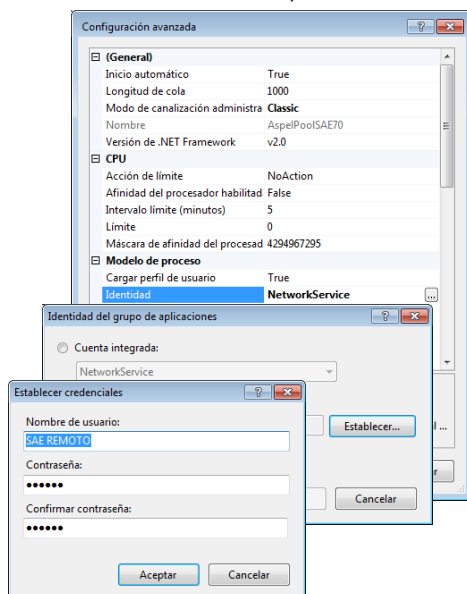 Configuración avanzada
(General)
Inicio automático True
Longitud de cola 1000
Modo de canalización administra Classic
Nombre AspelPoolSAE70
Versión de .NET Framework v2.0
CPU
Acción de límite NoAction
Afinidad del procesador habilitad False
Intervalo límite (minutos) 5
Límite 0
Máscara de afinidad del procesad 4294967295
Modelo de proceso
Cargar perfil de usuario True
Identidad NetworkService ...
Identidad del grupo de aplicaciones
Cuenta integrada:
NetworkService
Establecer...
Cancelar
Establecer credenciales
Nombre de usuario:
SAE REMOTO
Contraseña:
••••••
Confirmar contraseña:
••••••
Aceptar Cancelar